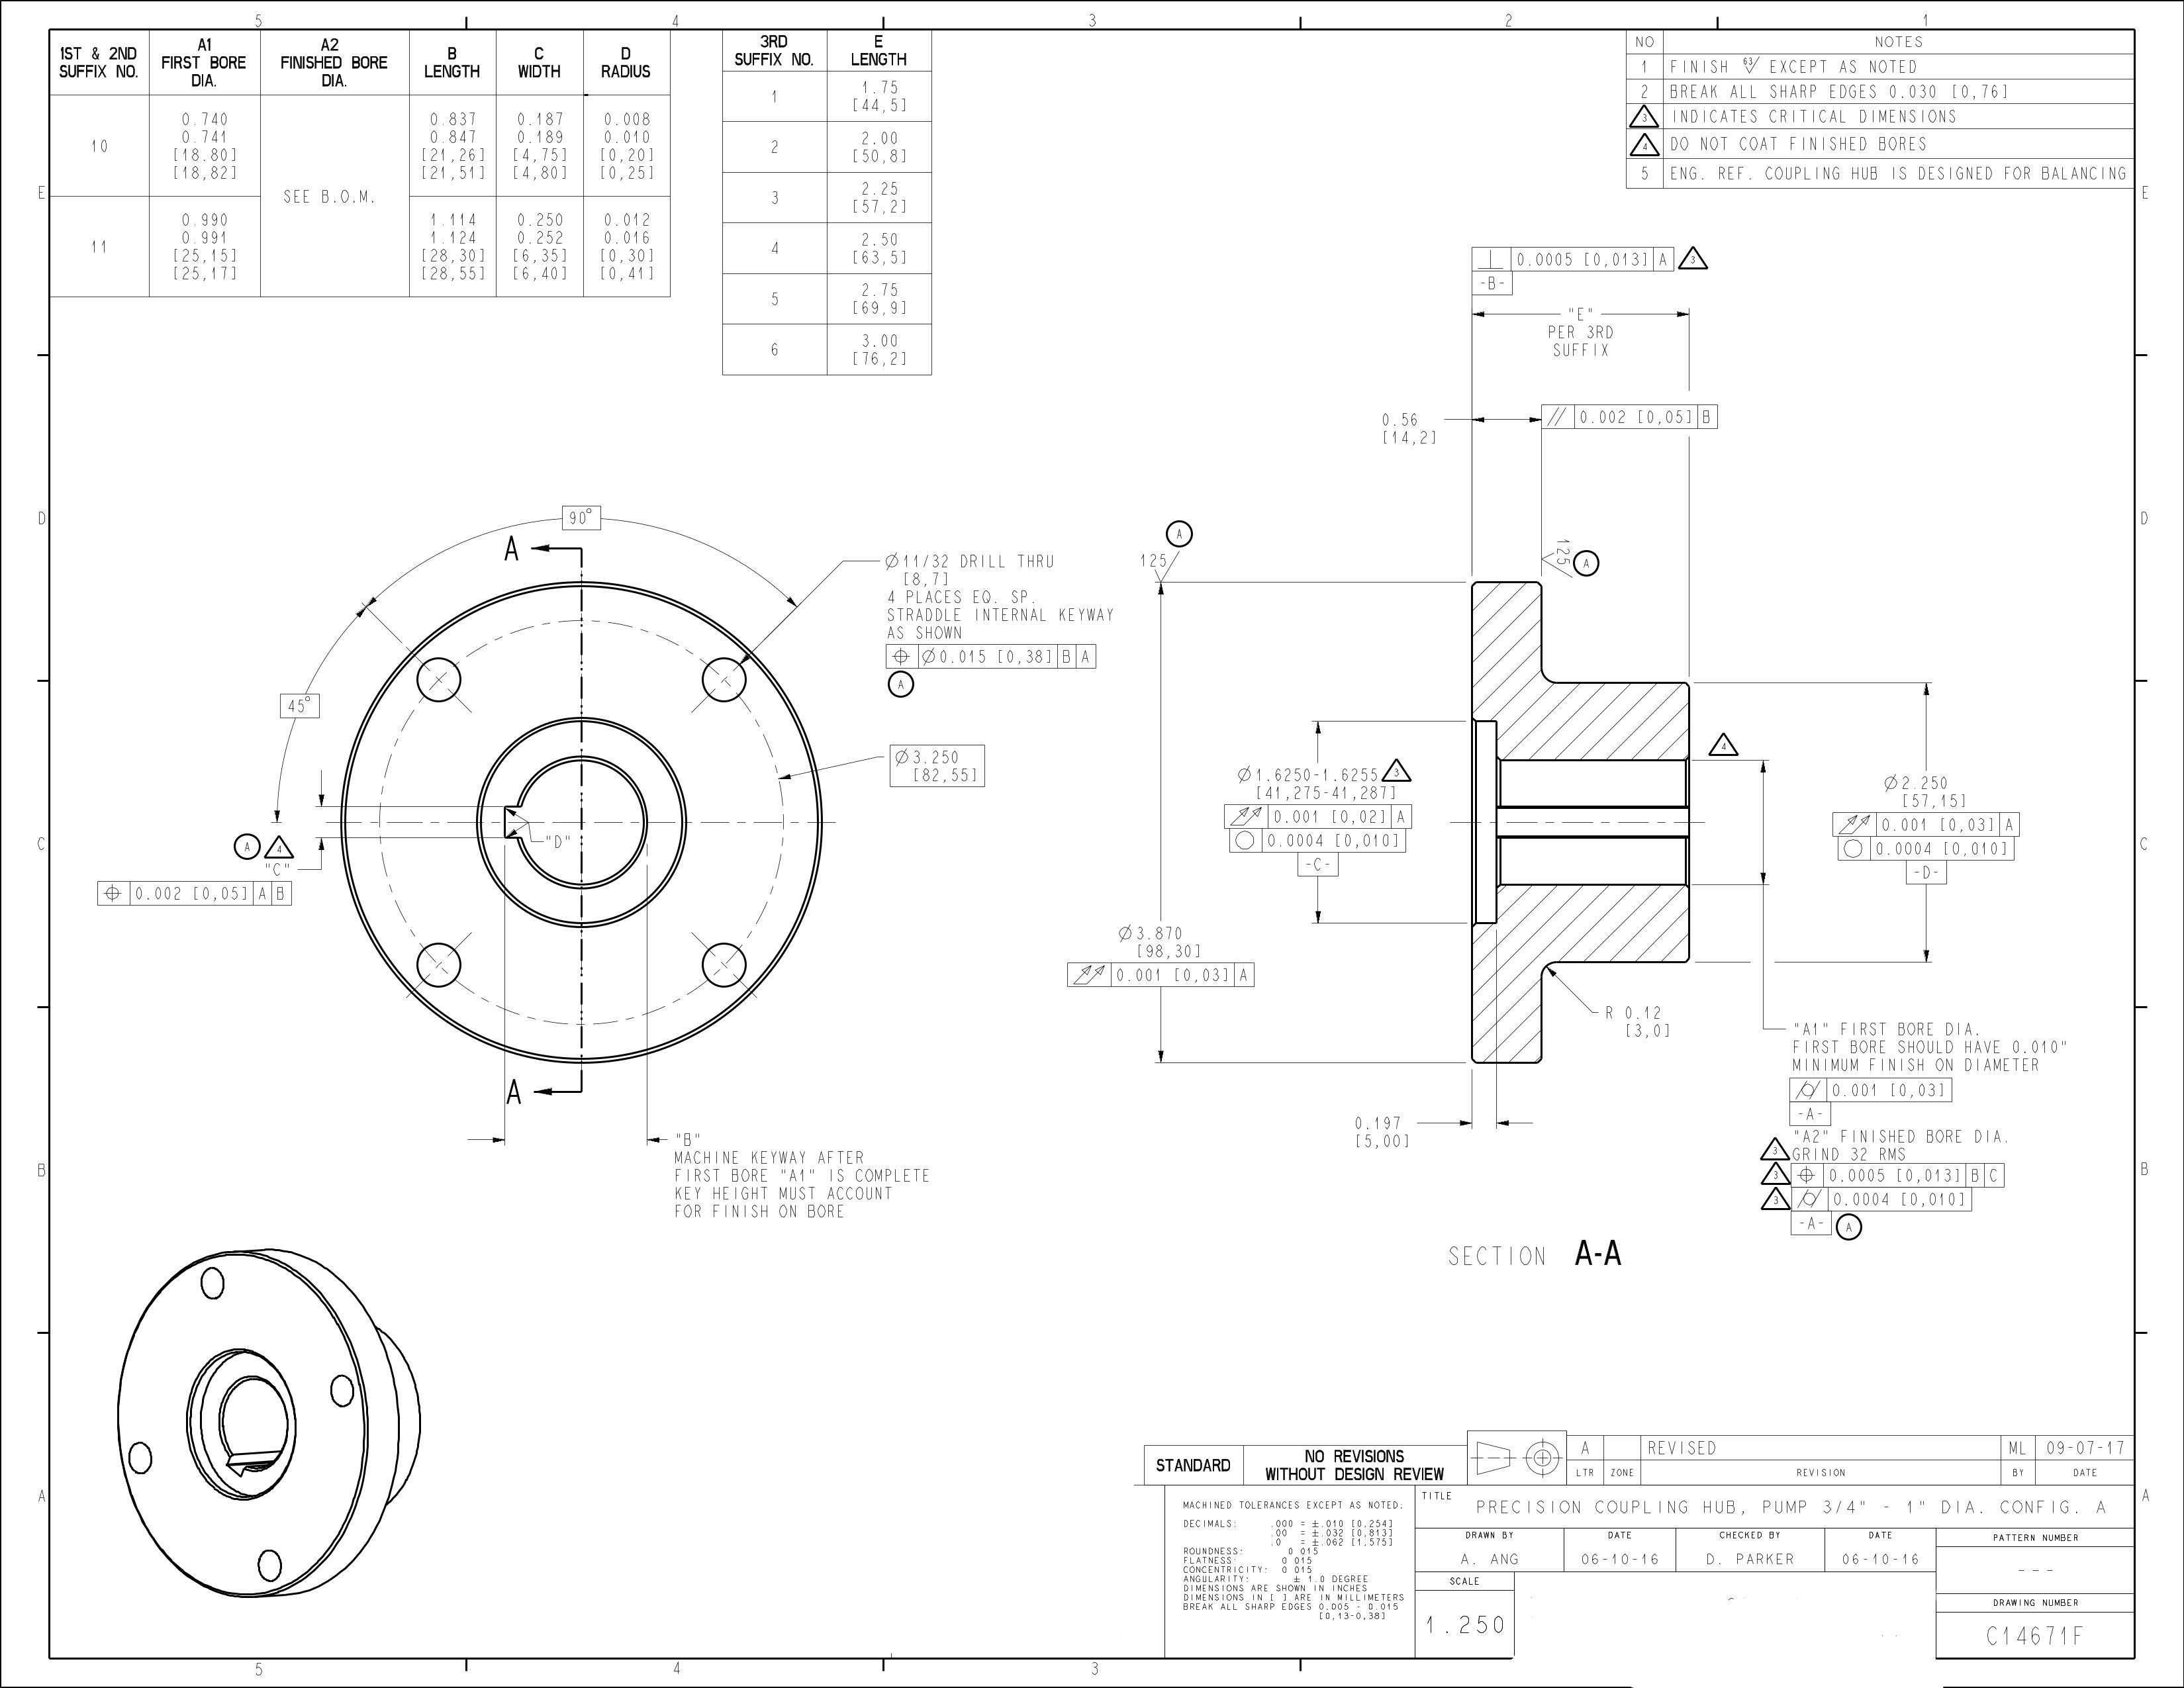 5 4 3 2 1
1ST & 2ND SUFFIX NO.
A1 FIRST BORE DIA.
A2 FINISHED BORE DIA.
B LENGTH
C WIDTH
D RADIUS
10
0.740
0.741
[18.80]
[18,82]
SEE B.O.M.
0.837
0.847
[21,26]
[21,51]
0.187
0.189
[4,75]
[4,80]
0.008
0.010
[0,20]
[0,25]
11
0.990
0.991
[25,15]
[25,17]
1.114
1.124
[28,30]
[28,55]
0.250
0.252
[6,35]
[6,40]
0.012
0.016
[0,30]
[0,41]
3RD SUFFIX NO.
E LENGTH
1
1.75
[44,5]
2
2.00
[50,8]
3
2.25
[57,2]
4
2.50
[63,5]
5
2.75
[69,9]
6
3.00
[76,2]
NO NOTES
1 FINISH 63 EXCEPT AS NOTED
2 BREAK ALL SHARP EDGES 0.030 [0,76]
3 INDICATES CRITICAL DIMENSIONS
4 DO NOT COAT FINISHED BORES
5 ENG. REF. COUPLING HUB IS DESIGNED FOR BALANCING
E E
D D
C C
B B
A A
90°
45°
A
A
Ø11/32 DRILL THRU
[8,7]
4 PLACES EQ. SP.
STRADDLE INTERNAL KEYWAY
AS SHOWN
⌖ Ø0.015 [0,38] B A
A
Ø3.250
[82,55]
"D"
A 4
"C"
⌖ 0.002 [0,05] A B
"B"
MACHINE KEYWAY AFTER
FIRST BORE "A1" IS COMPLETE
KEY HEIGHT MUST ACCOUNT
FOR FINISH ON BORE
⊥ 0.0005 [0,013] A 3
-B-
"E"
PER 3RD
SUFFIX
0.56
[14,2]
// 0.002 [0,05] B
A
125
125 A
Ø1.6250-1.6255 3
[41,275-41,287]
0.001 [0,02] A
○ 0.0004 [0,010]
-C-
Ø3.870
[98,30]
0.001 [0,03] A
4
Ø2.250
[57,15]
0.001 [0,03] A
○ 0.0004 [0,010]
-D-
R 0.12
[3,0]
0.197
[5,00]
"A1" FIRST BORE DIA.
FIRST BORE SHOULD HAVE 0.010"
MINIMUM FINISH ON DIAMETER
⌭ 0.001 [0,03]
-A-
"A2" FINISHED BORE DIA.
3 GRIND 32 RMS
3 ⌖ 0.0005 [0,013] B C
3 ⌭ 0.0004 [0,010]
-A- A
SECTION A-A
STANDARD
NO REVISIONS
WITHOUT DESIGN REVIEW
A REVISED ML 09-07-17
LTR ZONE REVISION BY DATE
MACHINED TOLERANCES EXCEPT AS NOTED:
DECIMALS: .000 = ±.010 [0,254]
.00 = ±.032 [0,813]
.0 = ±.062 [1,575]
ROUNDNESS: 0.015
FLATNESS: 0.015
CONCENTRICITY: 0.015
ANGULARITY: ± 1.0 DEGREE
DIMENSIONS ARE SHOWN IN INCHES
DIMENSIONS IN [ ] ARE IN MILLIMETERS
BREAK ALL SHARP EDGES 0.005 - 0.015
[0,13-0,38]
TITLE
PRECISION COUPLING HUB, PUMP 3/4" - 1" DIA. CONFIG. A
DRAWN BY DATE CHECKED BY DATE PATTERN NUMBER
A. ANG 06-10-16 D. PARKER 06-10-16 ---
SCALE
1.250
DRAWING NUMBER
C14671F
5 4 3